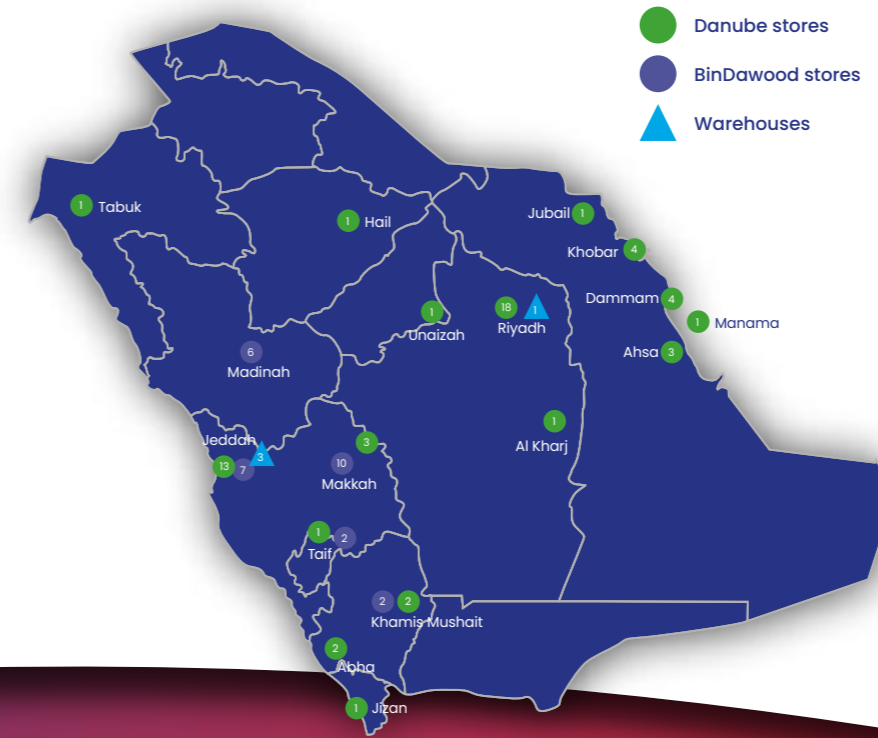 Danube stores
BinDawood stores
Warehouses
1 Tabuk
1 Hail
Jubail 1
Khobar 4
Dammam 4
1 Manama
Ahsa 3
1
Unaizah
18 1
Riyadh
6
Madinah
1
Al Kharj
Jeddah
13 7 3
3
10
Makkah
1 2
Taif
2 2
Khamis Mushait
2
Abha
1 Jizan